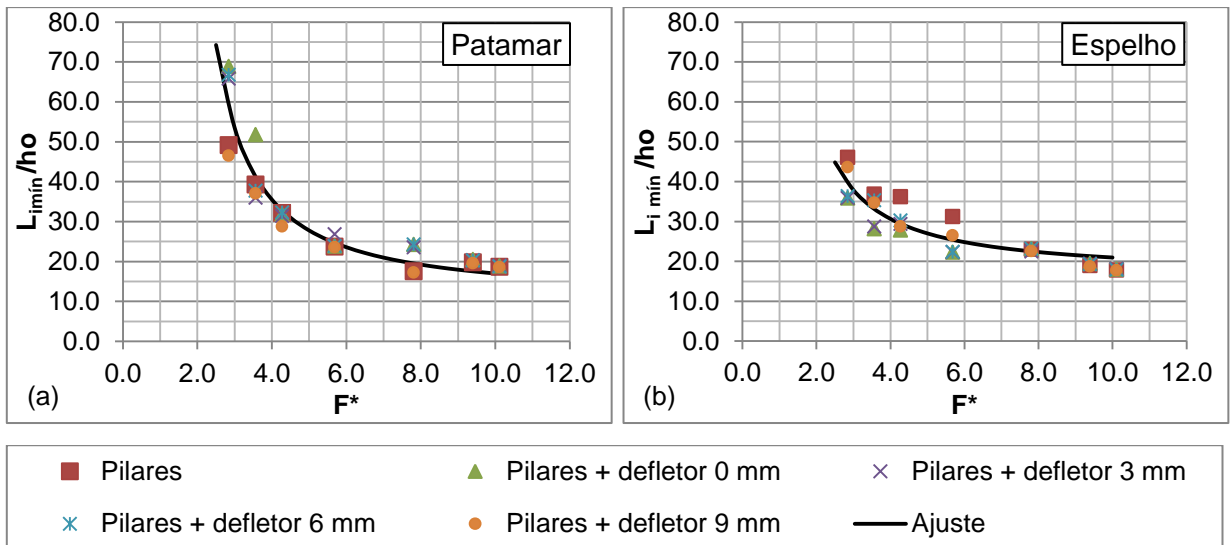 Patamar
L_imín/ho
80.0
70.0
60.0
50.0
40.0
30.0
20.0
10.0
0.0
0.0 2.0 4.0 6.0 8.0 10.0 12.0
(a)
F*
Espelho
L_i mín/ho
80.0
70.0
60.0
50.0
40.0
30.0
20.0
10.0
0.0
0.0 2.0 4.0 6.0 8.0 10.0 12.0
(b)
F*
Pilares
Pilares + defletor 0 mm
Pilares + defletor 3 mm
Pilares + defletor 6 mm
Pilares + defletor 9 mm
Ajuste